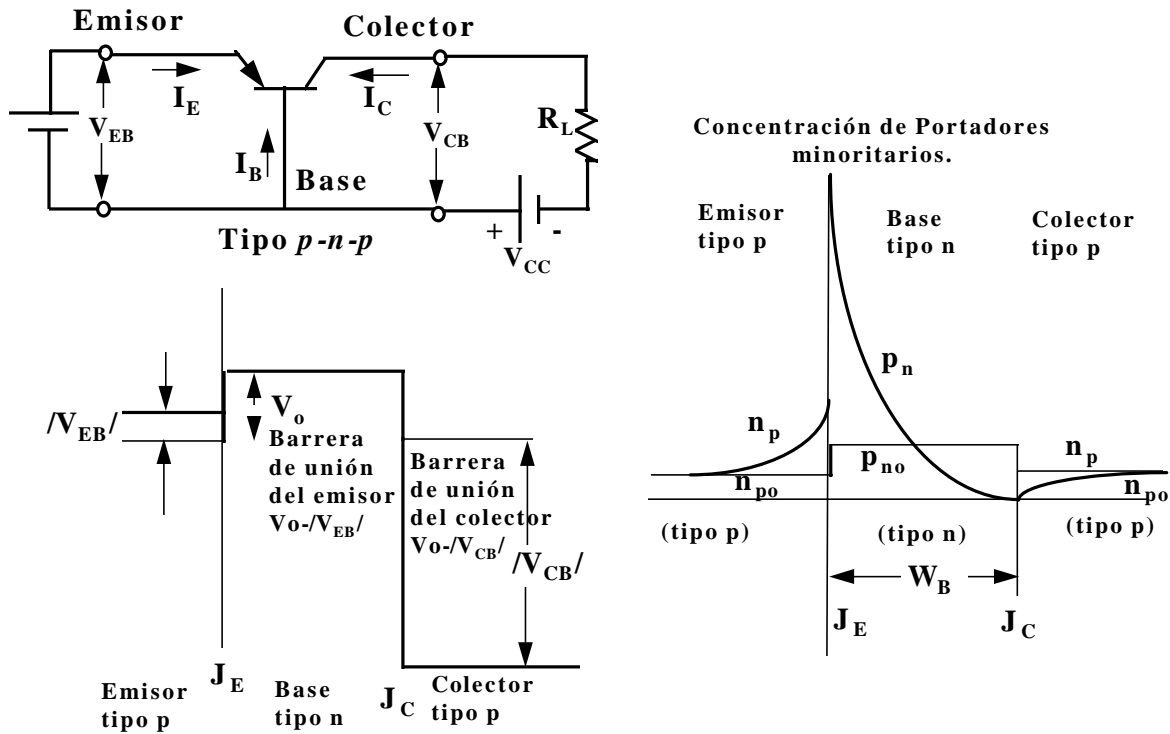 Emisor
Colector
I_E
I_C
V_EB
V_CB
R_L
I_B
Base
Tipo p-n-p
+
-
V_CC
/V_EB/
V_o
Barrera
de unión
del emisor
Vo-/V_EB/
Barrera
de unión
del colector
Vo-/V_CB/
/V_CB/
J_E
J_C
Emisor
tipo p
Base
tipo n
Colector
tipo p
Concentración de Portadores
minoritarios.
Emisor
tipo p
Base
tipo n
Colector
tipo p
p_n
n_p
n_p
p_no
n_po
n_po
(tipo p)
(tipo n)
(tipo p)
W_B
J_E
J_C